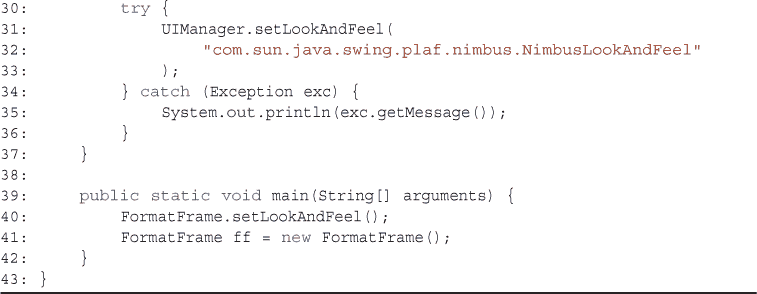 30:         try {
31:             UIManager.setLookAndFeel(
32:                 "com.sun.java.swing.plaf.nimbus.NimbusLookAndFeel"
33:             );
34:         } catch (Exception exc) {
35:             System.out.println(exc.getMessage());
36:         }
37:     }
38:
39:     public static void main(String[] arguments) {
40:         FormatFrame.setLookAndFeel();
41:         FormatFrame ff = new FormatFrame();
42:     }
43: }